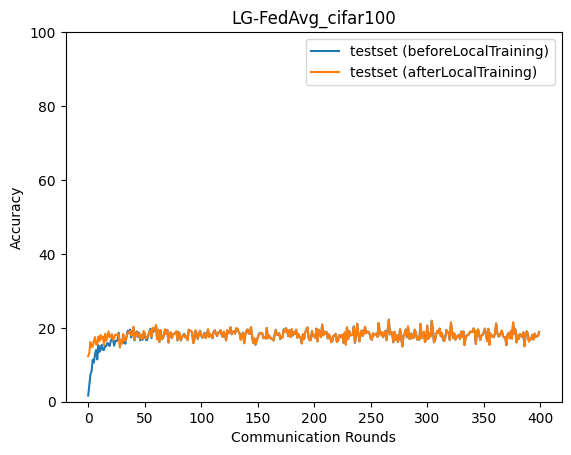 LG-FedAvg_cifar100
testset (beforeLocalTraining)
testset (afterLocalTraining)
100
80
60
40
20
0
Accuracy
0 50 100 150 200 250 300 350 400
Communication Rounds